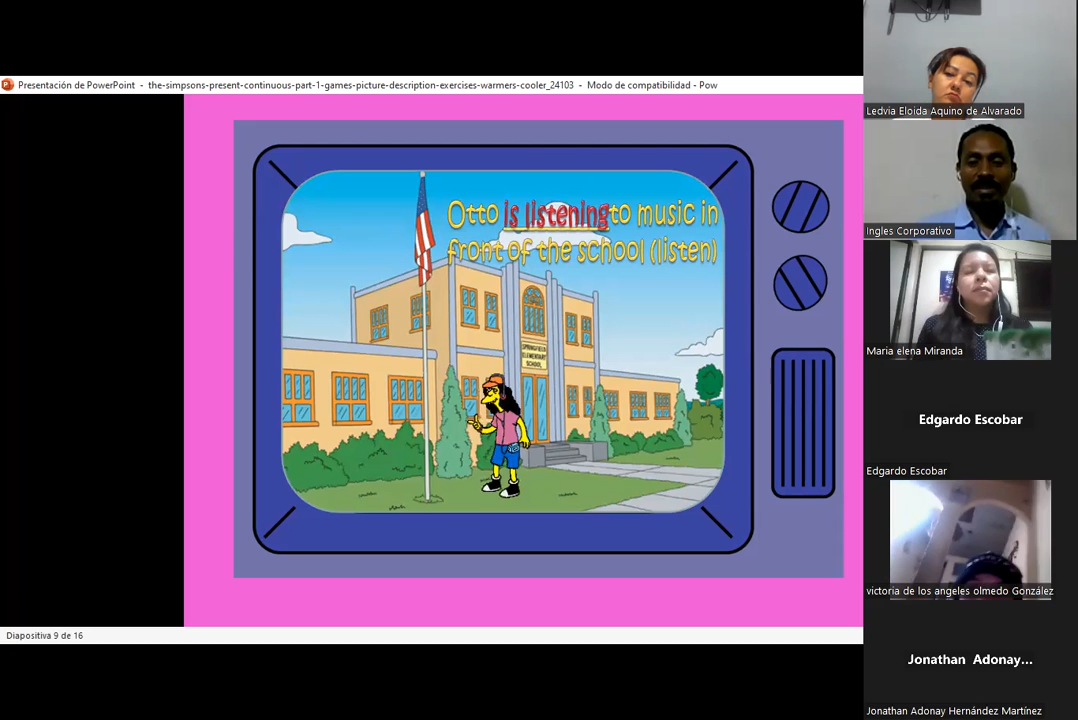 Presentación de PowerPoint - the-simpsons-present-continuous-part-1-games-picture-description-exercises-warmers-cooler_24103 - Modo de compatibilidad - Pow
Otto is listening to music in
front of the school (listen)
SPRINGFIELD
ELEMENTARY
SCHOOL
Diapositiva 9 de 16
Ledvia Eloida Aquino de Alvarado
Ingles Corporativo
Maria elena Miranda
Edgardo Escobar
Edgardo Escobar
victoria de los angeles olmedo González
Jonathan Adonay...
Jonathan Adonay Hernández Martínez